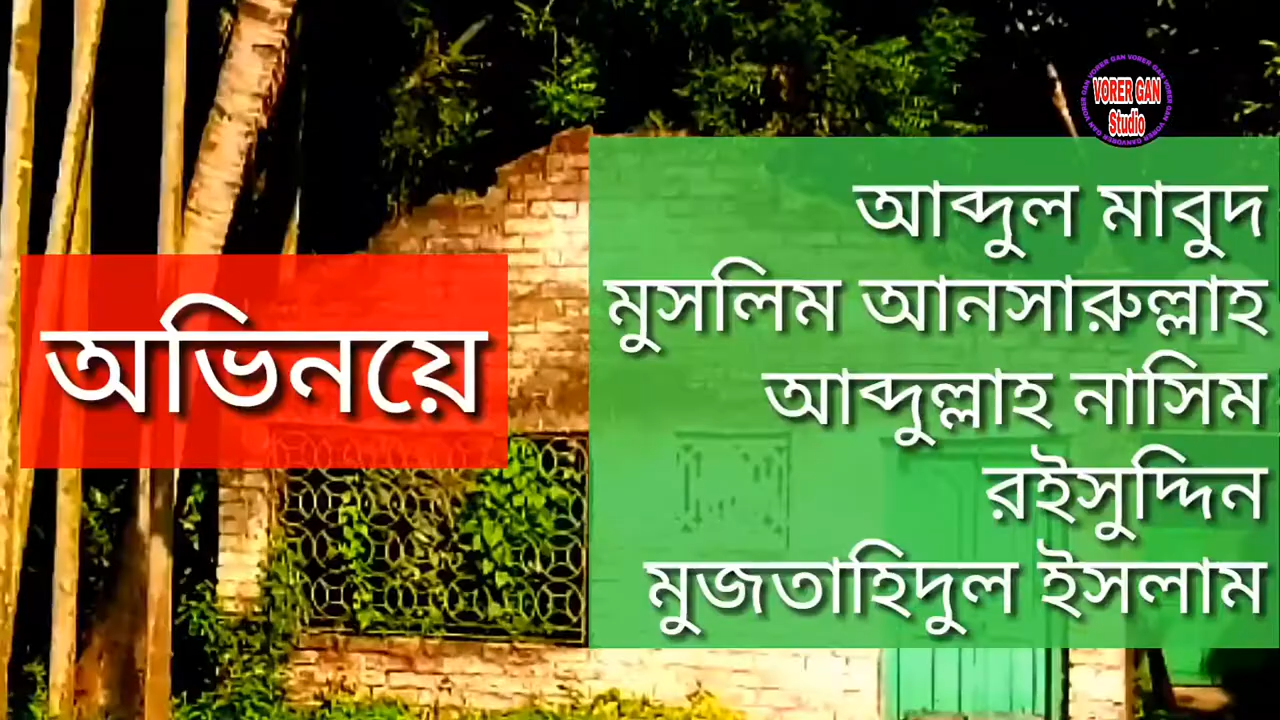 VORER GAN
Studio
অভিনয়ে
আব্দুল মাবুদ
মুসলিম আনসারুল্লাহ
আব্দুল্লাহ নাসিম
রইসুদ্দিন
মুজতাহিদুল ইসলাম